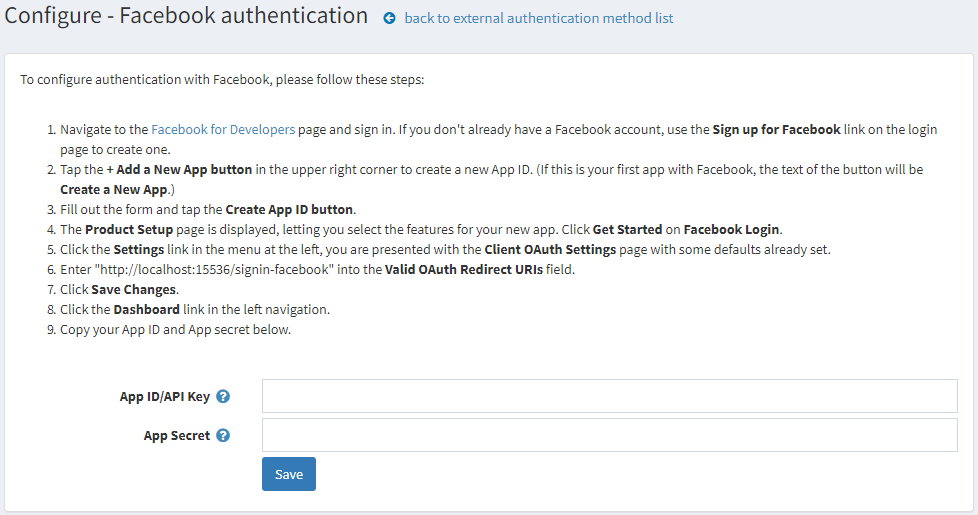 Configure - Facebook authentication back to external authentication method list
To configure authentication with Facebook, please follow these steps:
1. Navigate to the Facebook for Developers page and sign in. If you don't already have a Facebook account, use the Sign up for Facebook link on the login
page to create one.
2. Tap the + Add a New App button in the upper right corner to create a new App ID. (If this is your first app with Facebook, the text of the button will be
Create a New App.)
3. Fill out the form and tap the Create App ID button.
4. The Product Setup page is displayed, letting you select the features for your new app. Click Get Started on Facebook Login.
5. Click the Settings link in the menu at the left, you are presented with the Client OAuth Settings page with some defaults already set.
6. Enter "http://localhost:15536/signin-facebook" into the Valid OAuth Redirect URIs field.
7. Click Save Changes.
8. Click the Dashboard link in the left navigation.
9. Copy your App ID and App secret below.
App ID/API Key ?
App Secret ?
Save